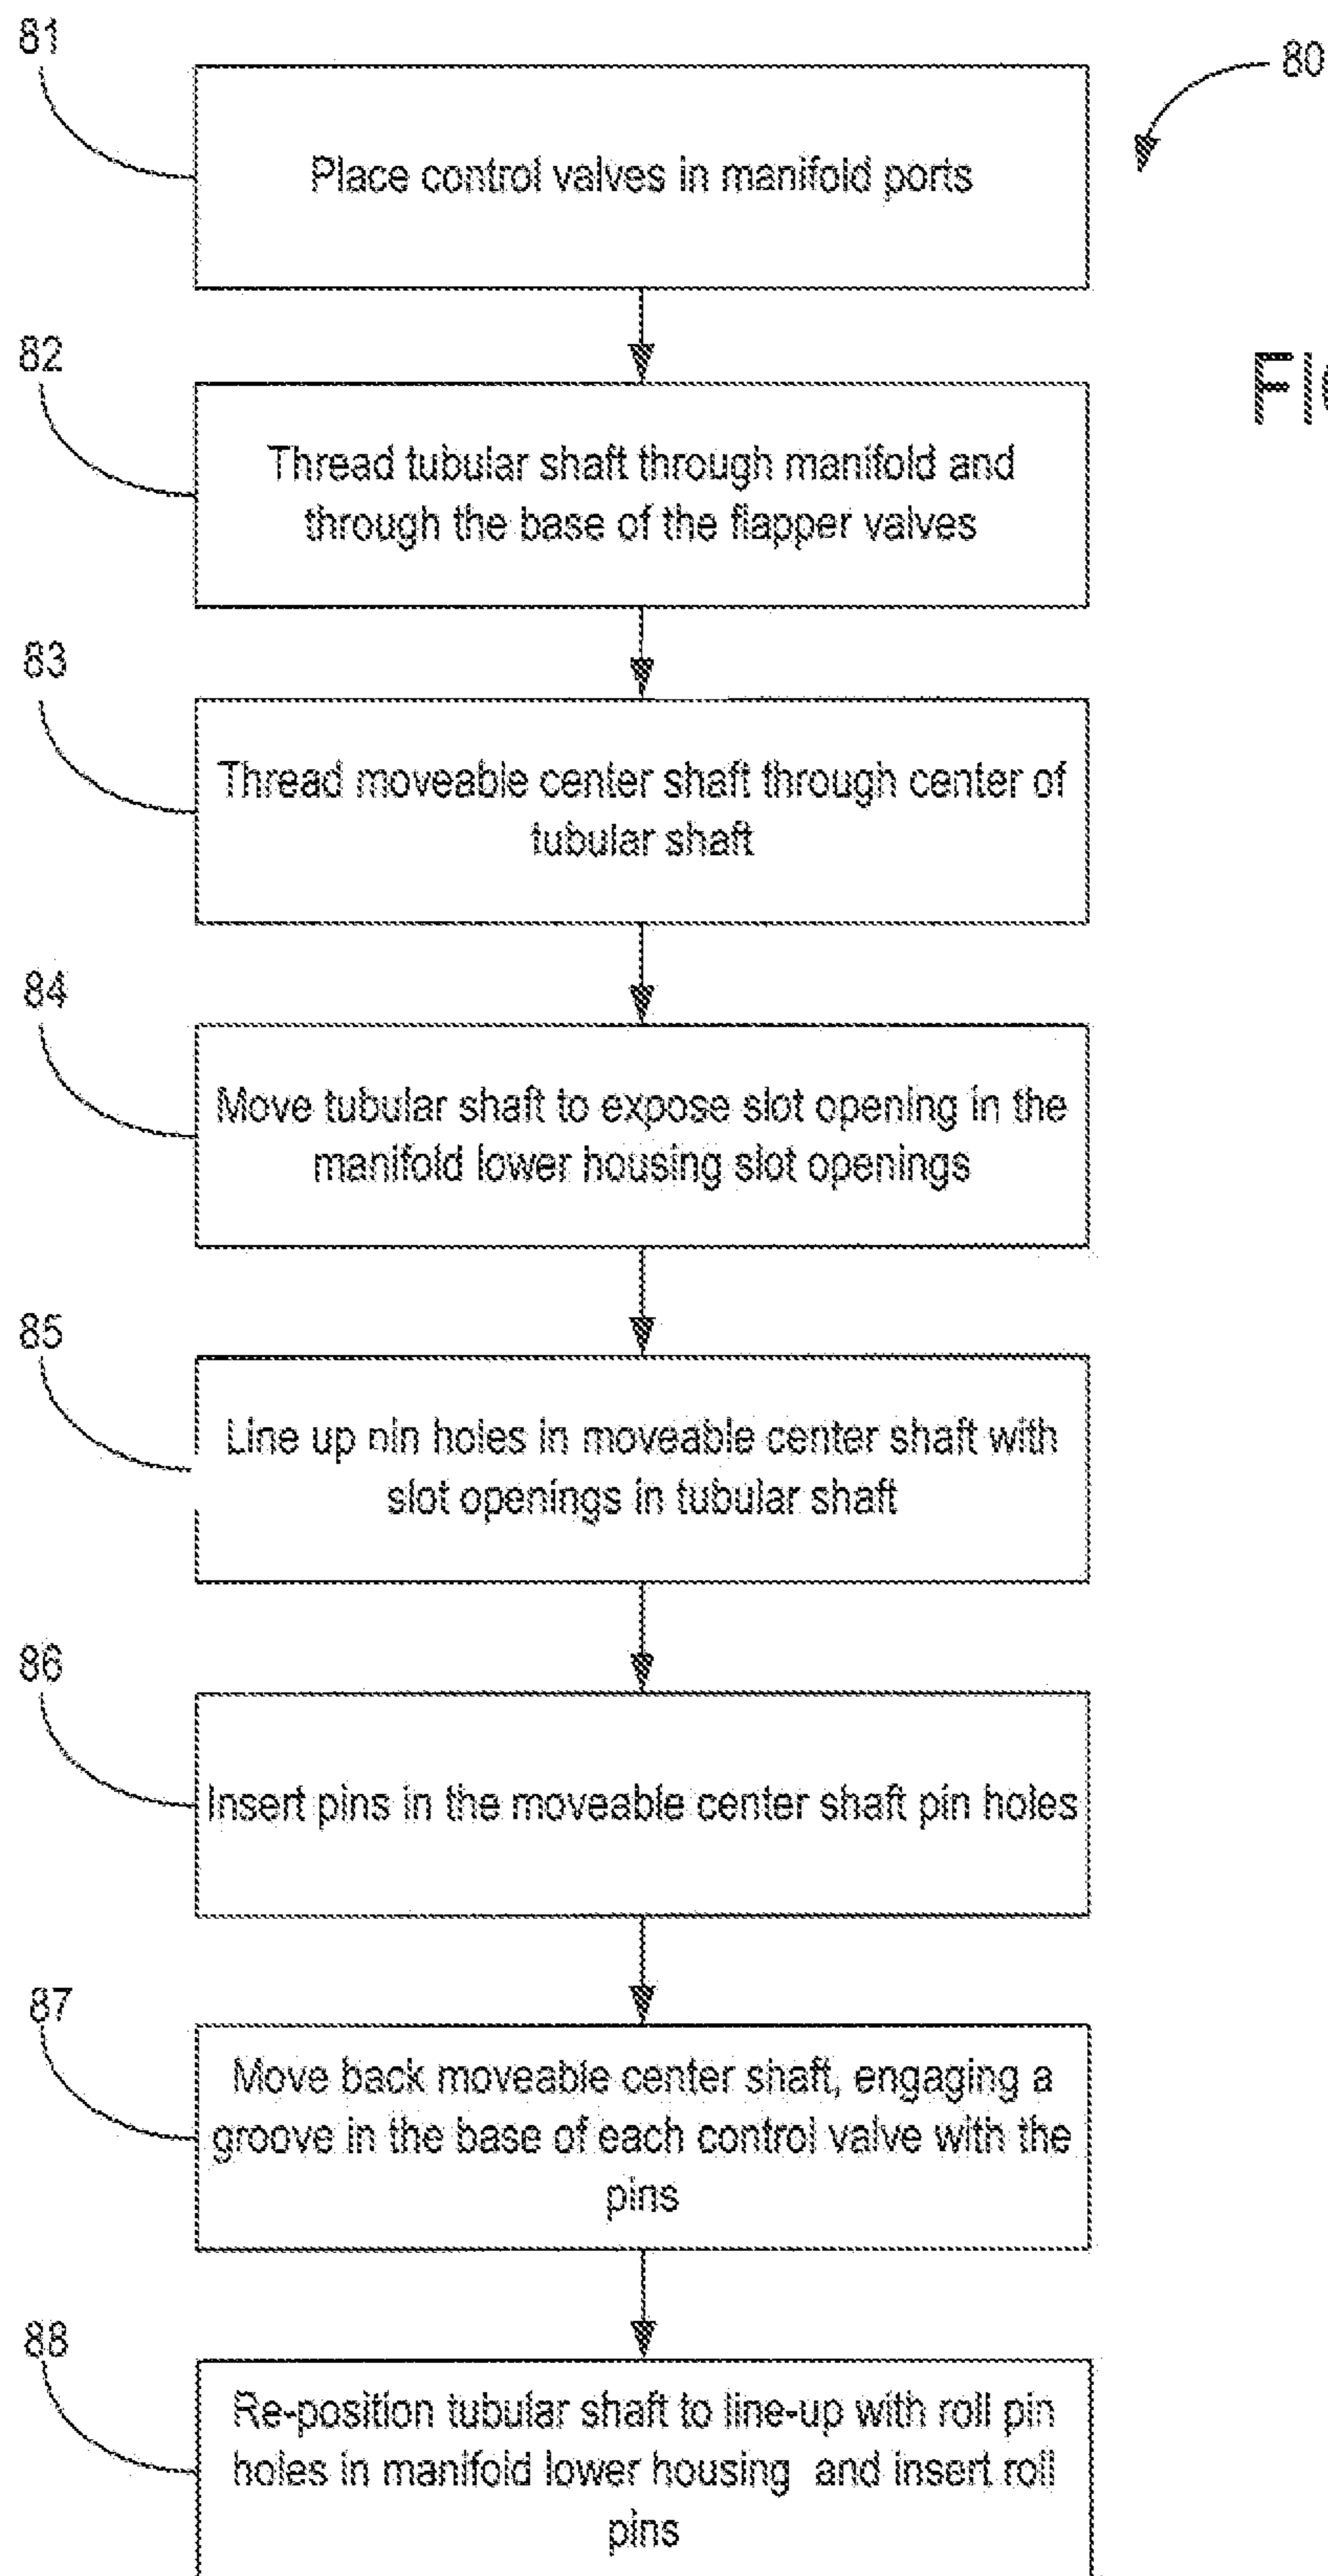 81
80
Place control valves in manifold ports
FI
82
Thread tubular shaft through manifold and
through the base of the flapper valves
83
Thread moveable center shaft through center of
tubular shaft
84
Move tubular shaft to expose slot opening in the
manifold lower housing slot openings
85
Line up pin holes in moveable center shaft with
slot openings in tubular shaft
86
Insert pins in the moveable center shaft pin holes
87
Move back moveable center shaft, engaging a
groove in the base of each control valve with the
pins
88
Re-position tubular shaft to line-up with roll pin
holes in manifold lower housing and insert roll
pins